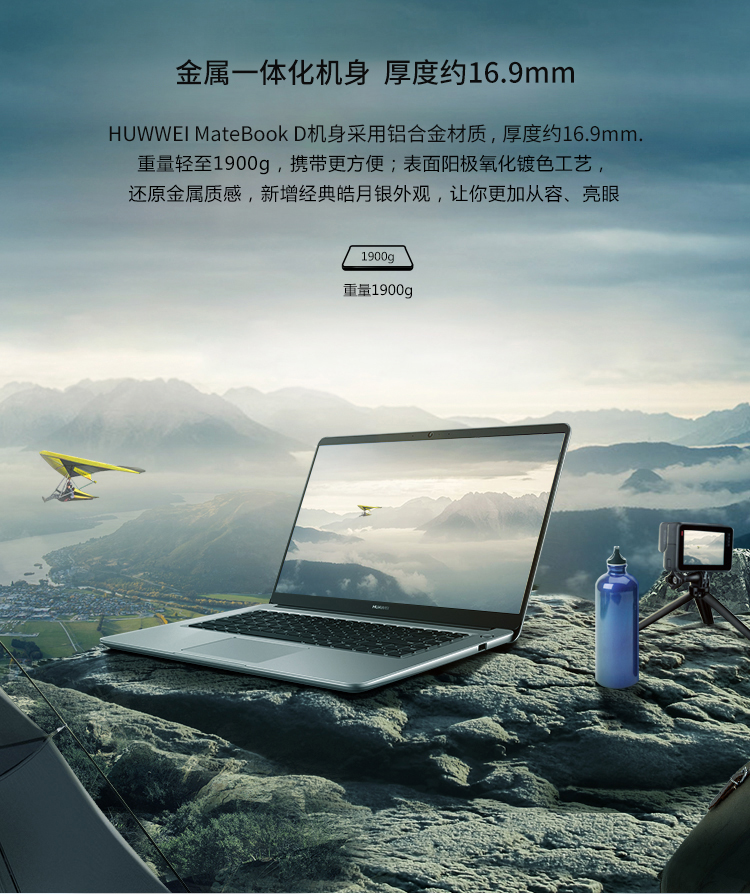 金属一体化机身 厚度约16.9mm
HUWWEI MateBook D机身采用铝合金材质，厚度约16.9mm.
重量轻至1900g，携带更方便；表面阳极氧化镀色工艺，
还原金属质感，新增经典皓月银外观，让你更加从容、亮眼
1900g
重量1900g
HUAWEI